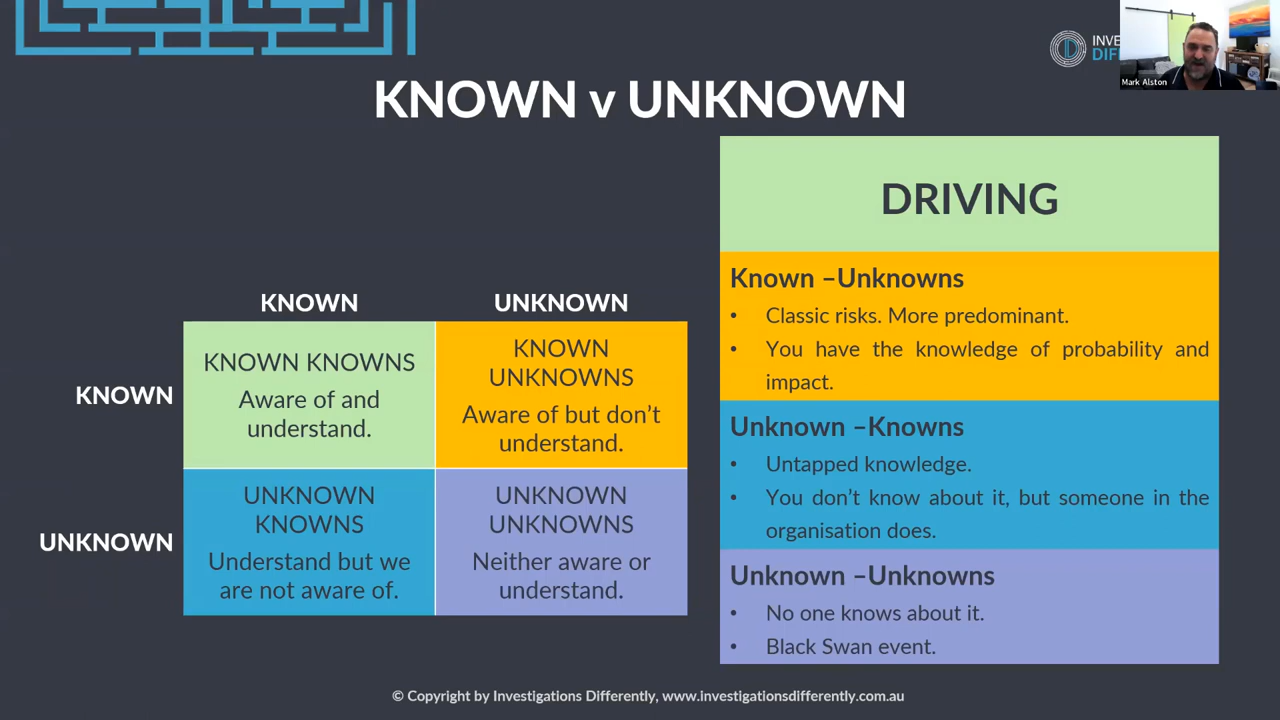 INVE
DIF
Mark Alston
KNOWN v UNKNOWN
KNOWN
UNKNOWN
KNOWN
KNOWN KNOWNS
Aware of and
understand.
KNOWN
UNKNOWNS
Aware of but don’t
understand.
UNKNOWN
UNKNOWN
KNOWNS
Understand but we
are not aware of.
UNKNOWN
UNKNOWNS
Neither aware or
understand.
DRIVING
Known –Unknowns
• Classic risks. More predominant.
• You have the knowledge of probability and
impact.
Unknown –Knowns
• Untapped knowledge.
• You don’t know about it, but someone in the
organisation does.
Unknown –Unknowns
• No one knows about it.
• Black Swan event.
© Copyright by Investigations Differently, www.investigationsdifferently.com.au